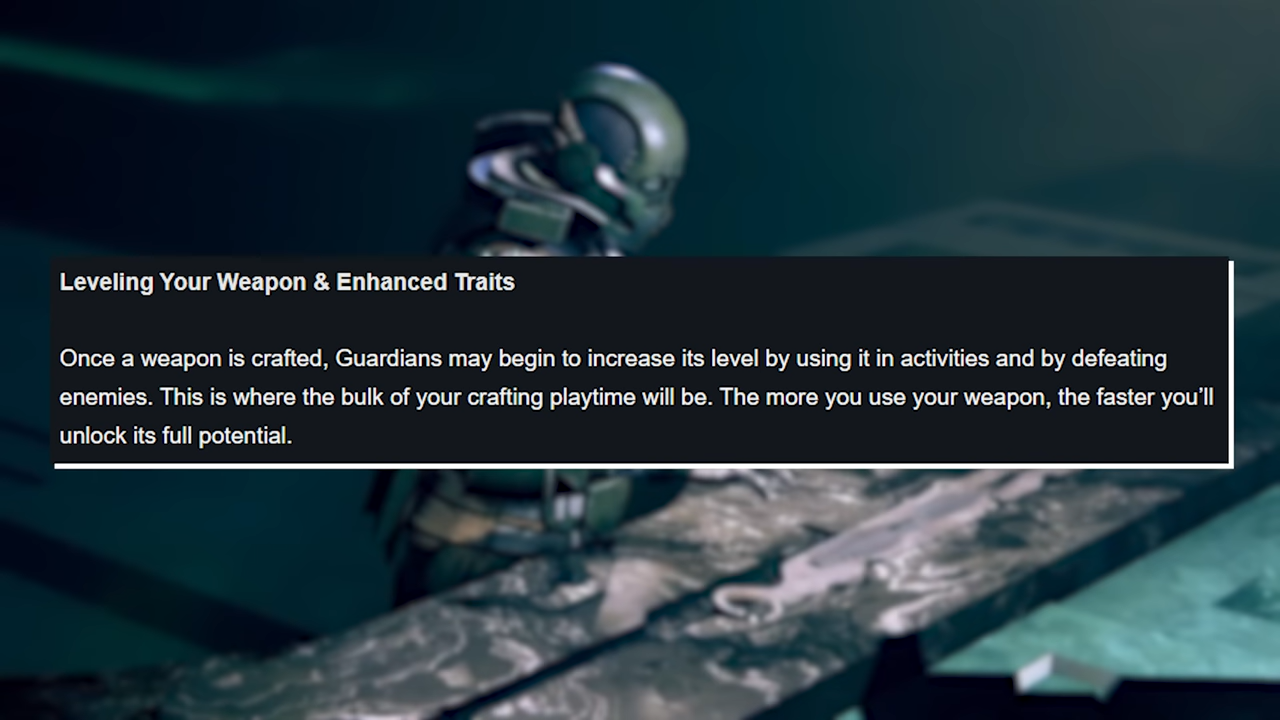 Leveling Your Weapon & Enhanced Traits
Once a weapon is crafted, Guardians may begin to increase its level by using it in activities and by defeating
enemies. This is where the bulk of your crafting playtime will be. The more you use your weapon, the faster you’ll
unlock its full potential.